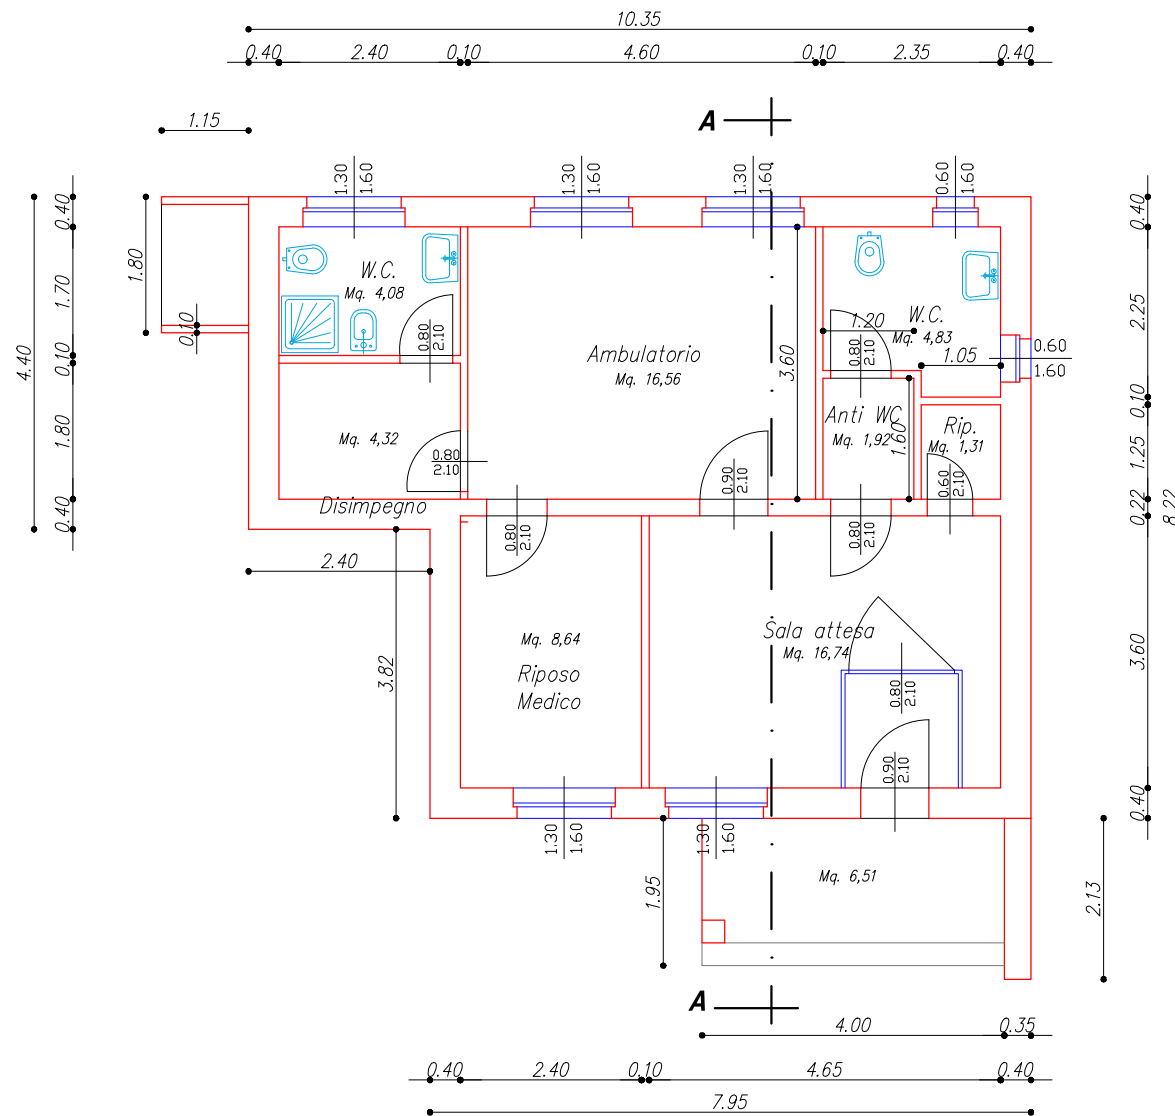 10.35
0.40 2.40 0.10 4.60 0.10 2.35 0.40
1.15
A
1.30 1.60
1.30 1.60
1.30 1.60
0.60 1.60
4.40
0.40
1.70
0.10
1.80
0.40
1.80
0.10
W.C.
Mq. 4,08
0.80 2.10
Ambulatorio
Mq. 16,56
3.60
W.C.
Mq. 4,83
1.20
0.80 2.10
1.05
0.60
1.60
0.40
2.25
0.10
1.25
0.22
8.22
3.60
0.40
Mq. 4,32
0.80
2.10
Disimpegno
Anti WC
Mq. 1,92
1.60
Rip.
Mq. 1,31
0.60 2.10
0.90 2.10
0.80 2.10
0.80 2.10
2.40
3.82
Mq. 8,64
Riposo
Medico
Sala attesa
Mq. 16,74
0.80 2.10
0.90 2.10
1.30 1.60
1.30 1.60
Mq. 6,51
1.95
2.13
A
4.00 0.35
0.40 2.40 0.10 4.65 0.40
7.95